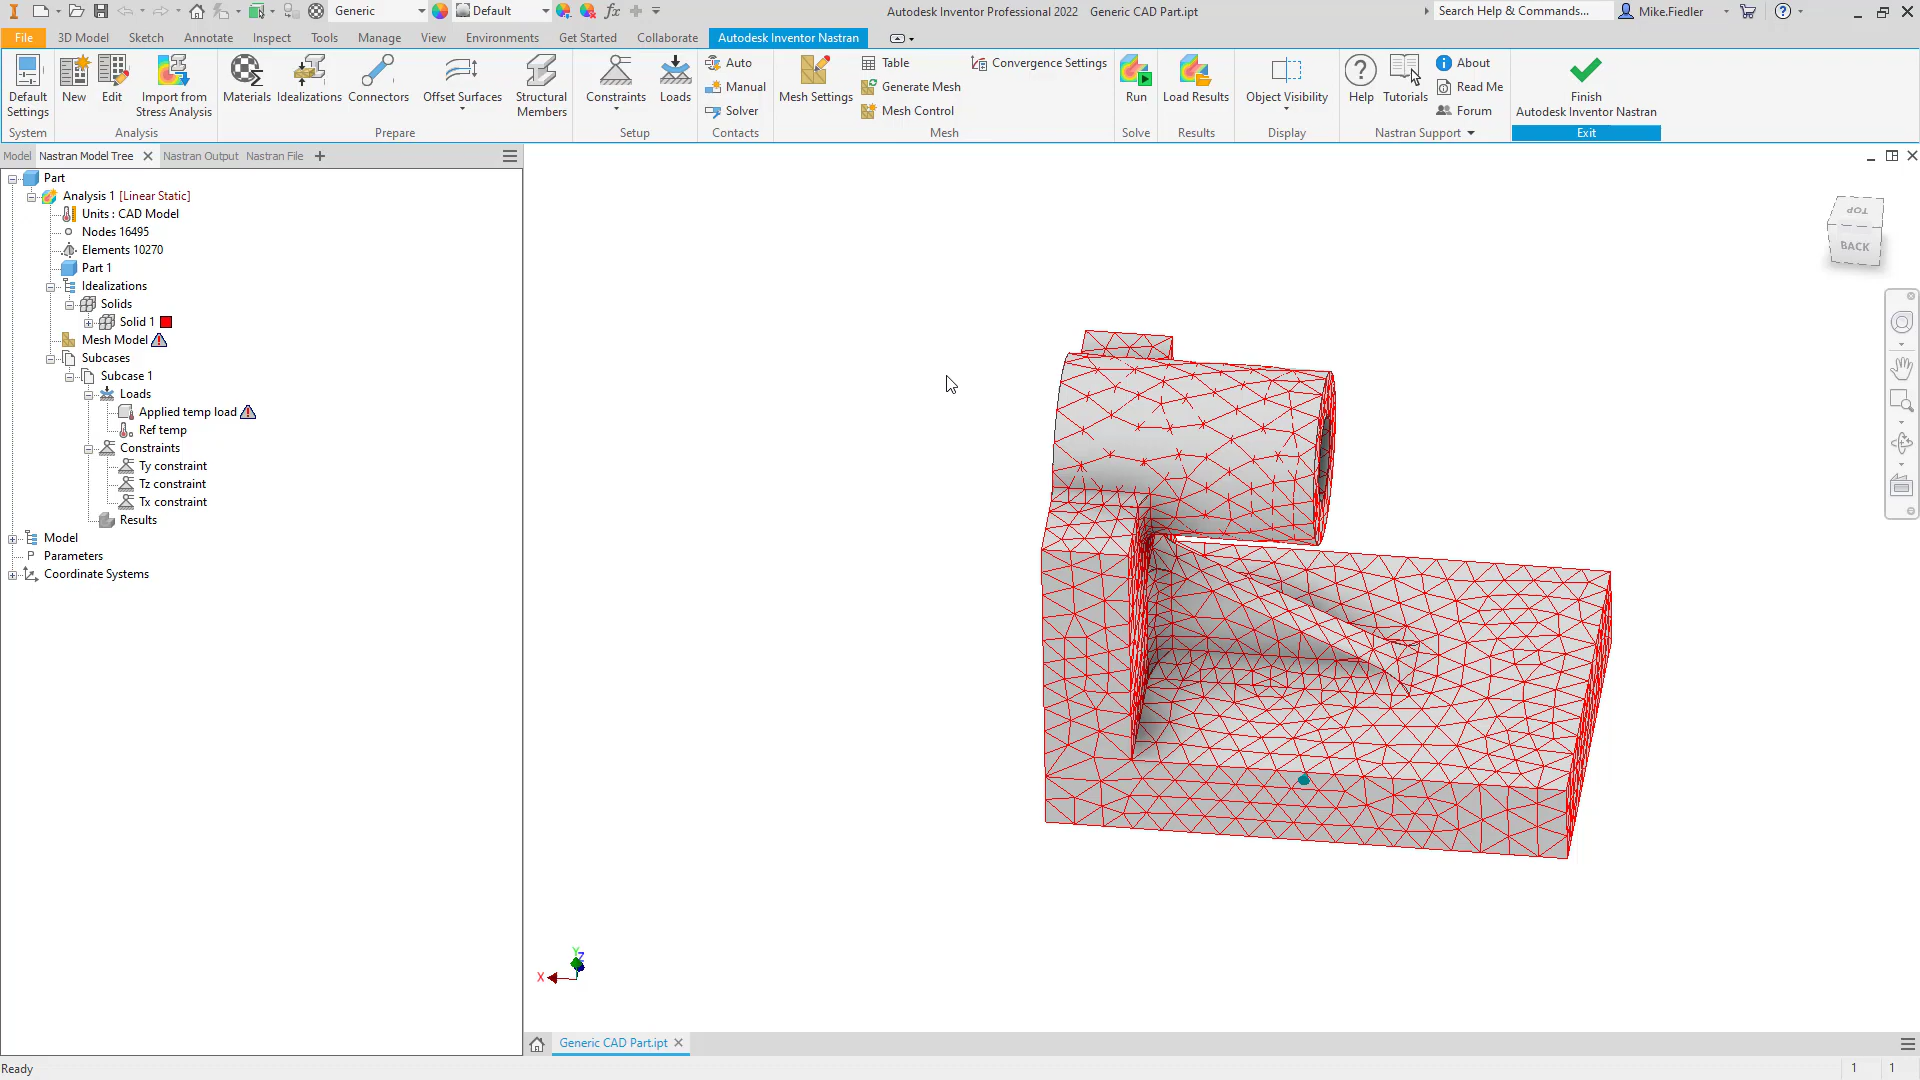 Generic
Default
fx
Autodesk Inventor Professional 2022 Generic CAD Part.ipt
Search Help & Commands...
Mike.Fiedler
File 3D Model Sketch Annotate Inspect Tools Manage View Environments Get Started Collaborate Autodesk Inventor Nastran
Default Settings
System
New
Edit
Import from Stress Analysis
Analysis
Materials
Idealizations
Connectors
Offset Surfaces
Structural Members
Prepare
Constraints
Loads
Setup
Auto
Manual
Solver
Contacts
Mesh Settings
Table
Generate Mesh
Mesh Control
Convergence Settings
Mesh
Run
Solve
Load Results
Results
Object Visibility
Display
Help
Tutorials
About
Read Me
Forum
Nastran Support
Finish
Autodesk Inventor Nastran
Exit
Model Nastran Model Tree Nastran Output Nastran File
Part
Analysis 1 [Linear Static]
Units : CAD Model
Nodes 16495
Elements 10270
Part 1
Idealizations
Solids
Solid 1
Mesh Model
Subcases
Subcase 1
Loads
Applied temp load
Ref temp
Constraints
Ty constraint
Tz constraint
Tx constraint
Results
Model
P Parameters
Coordinate Systems
TOP
BACK
Y
Z
X
Generic CAD Part.ipt
Ready
1 1